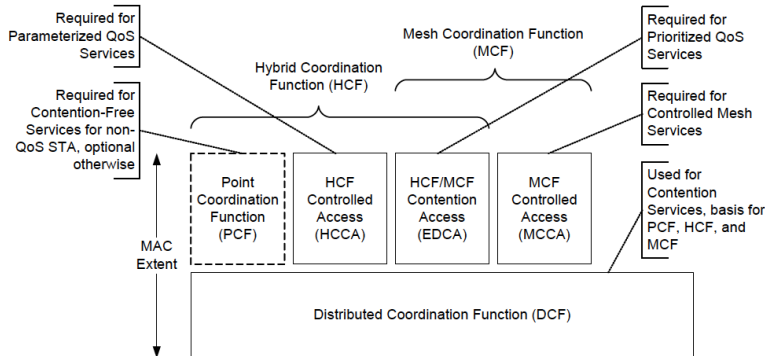 Required for
Parameterized QoS
Services
Mesh Coordination Function
(MCF)
Required for
Prioritized QoS
Services
Hybrid Coordination
Function (HCF)
Required for
Contention-Free
Services for non-
QoS STA, optional
otherwise
Required for
Controlled Mesh
Services
Point
Coordination
Function
(PCF)
HCF
Controlled
Access
(HCCA)
HCF/MCF
Contention
Access
(EDCA)
MCF
Controlled
Access
(MCCA)
Used for
Contention
Services, basis for
PCF, HCF, and
MCF
MAC
Extent
Distributed Coordination Function (DCF)